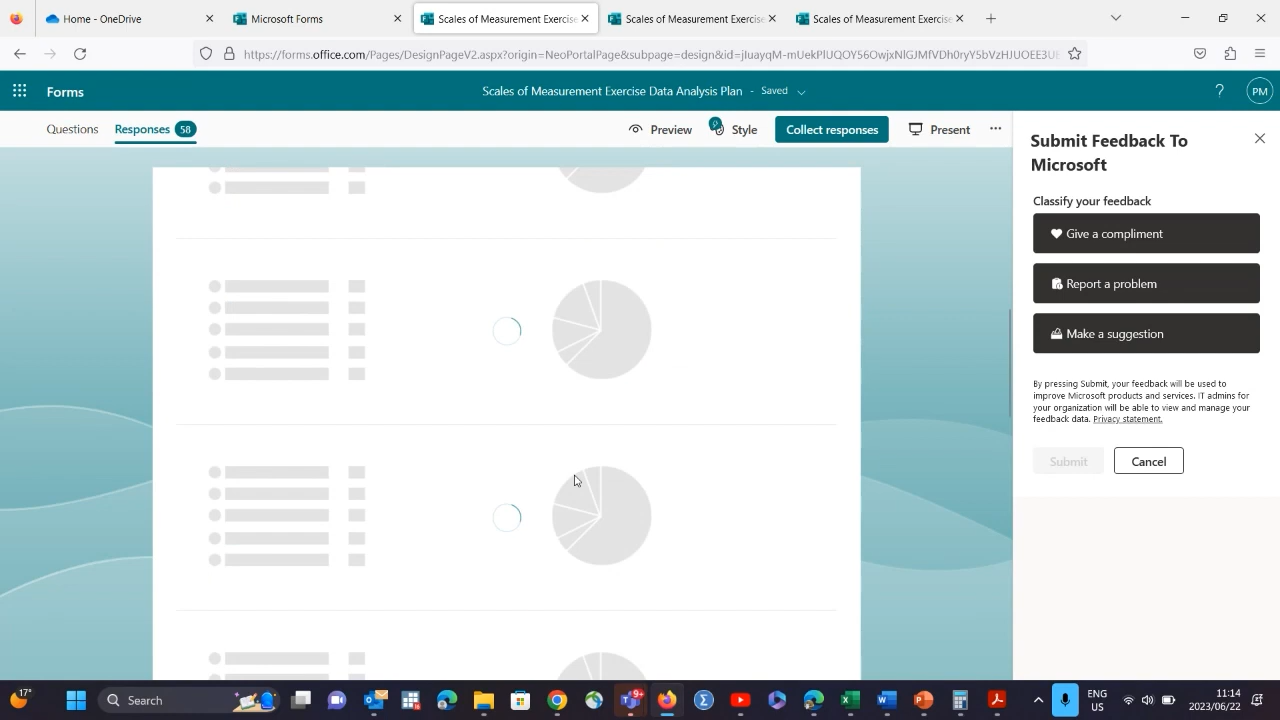 Home - OneDrive
Microsoft Forms
Scales of Measurement Exercise
Scales of Measurement Exercise
Scales of Measurement Exercise
https://forms.office.com/Pages/DesignPageV2.aspx?origin=NeoPortalPage&subpage=design&id=
Forms
Scales of Measurement Exercise Data Analysis Plan - Saved
?
PM
Questions
Responses 58
Preview
Style
Collect responses
Present
Submit Feedback To
Microsoft
Classify your feedback
Give a compliment
Report a problem
Make a suggestion
By pressing Submit, your feedback will be used to
improve Microsoft products and services. IT admins for
your organization will be able to view and manage your
feedback data. Privacy statement.
Submit
Cancel
17°
Search
9+
ENG
US
11:14
2023/06/22